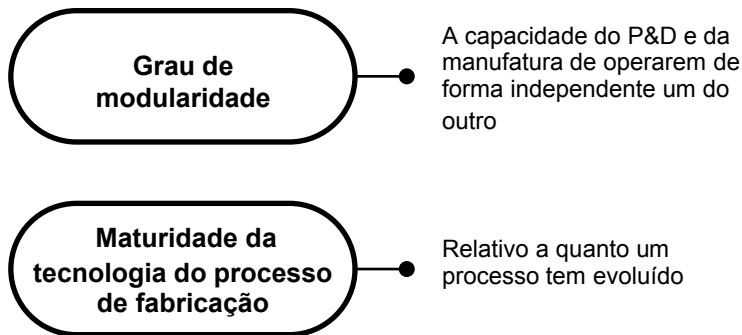 Grau de
modularidade
A capacidade do P&D e da
manufatura de operarem de
forma independente um do
outro
Maturidade da
tecnologia do processo
de fabricação
Relativo a quanto um
processo tem evoluído